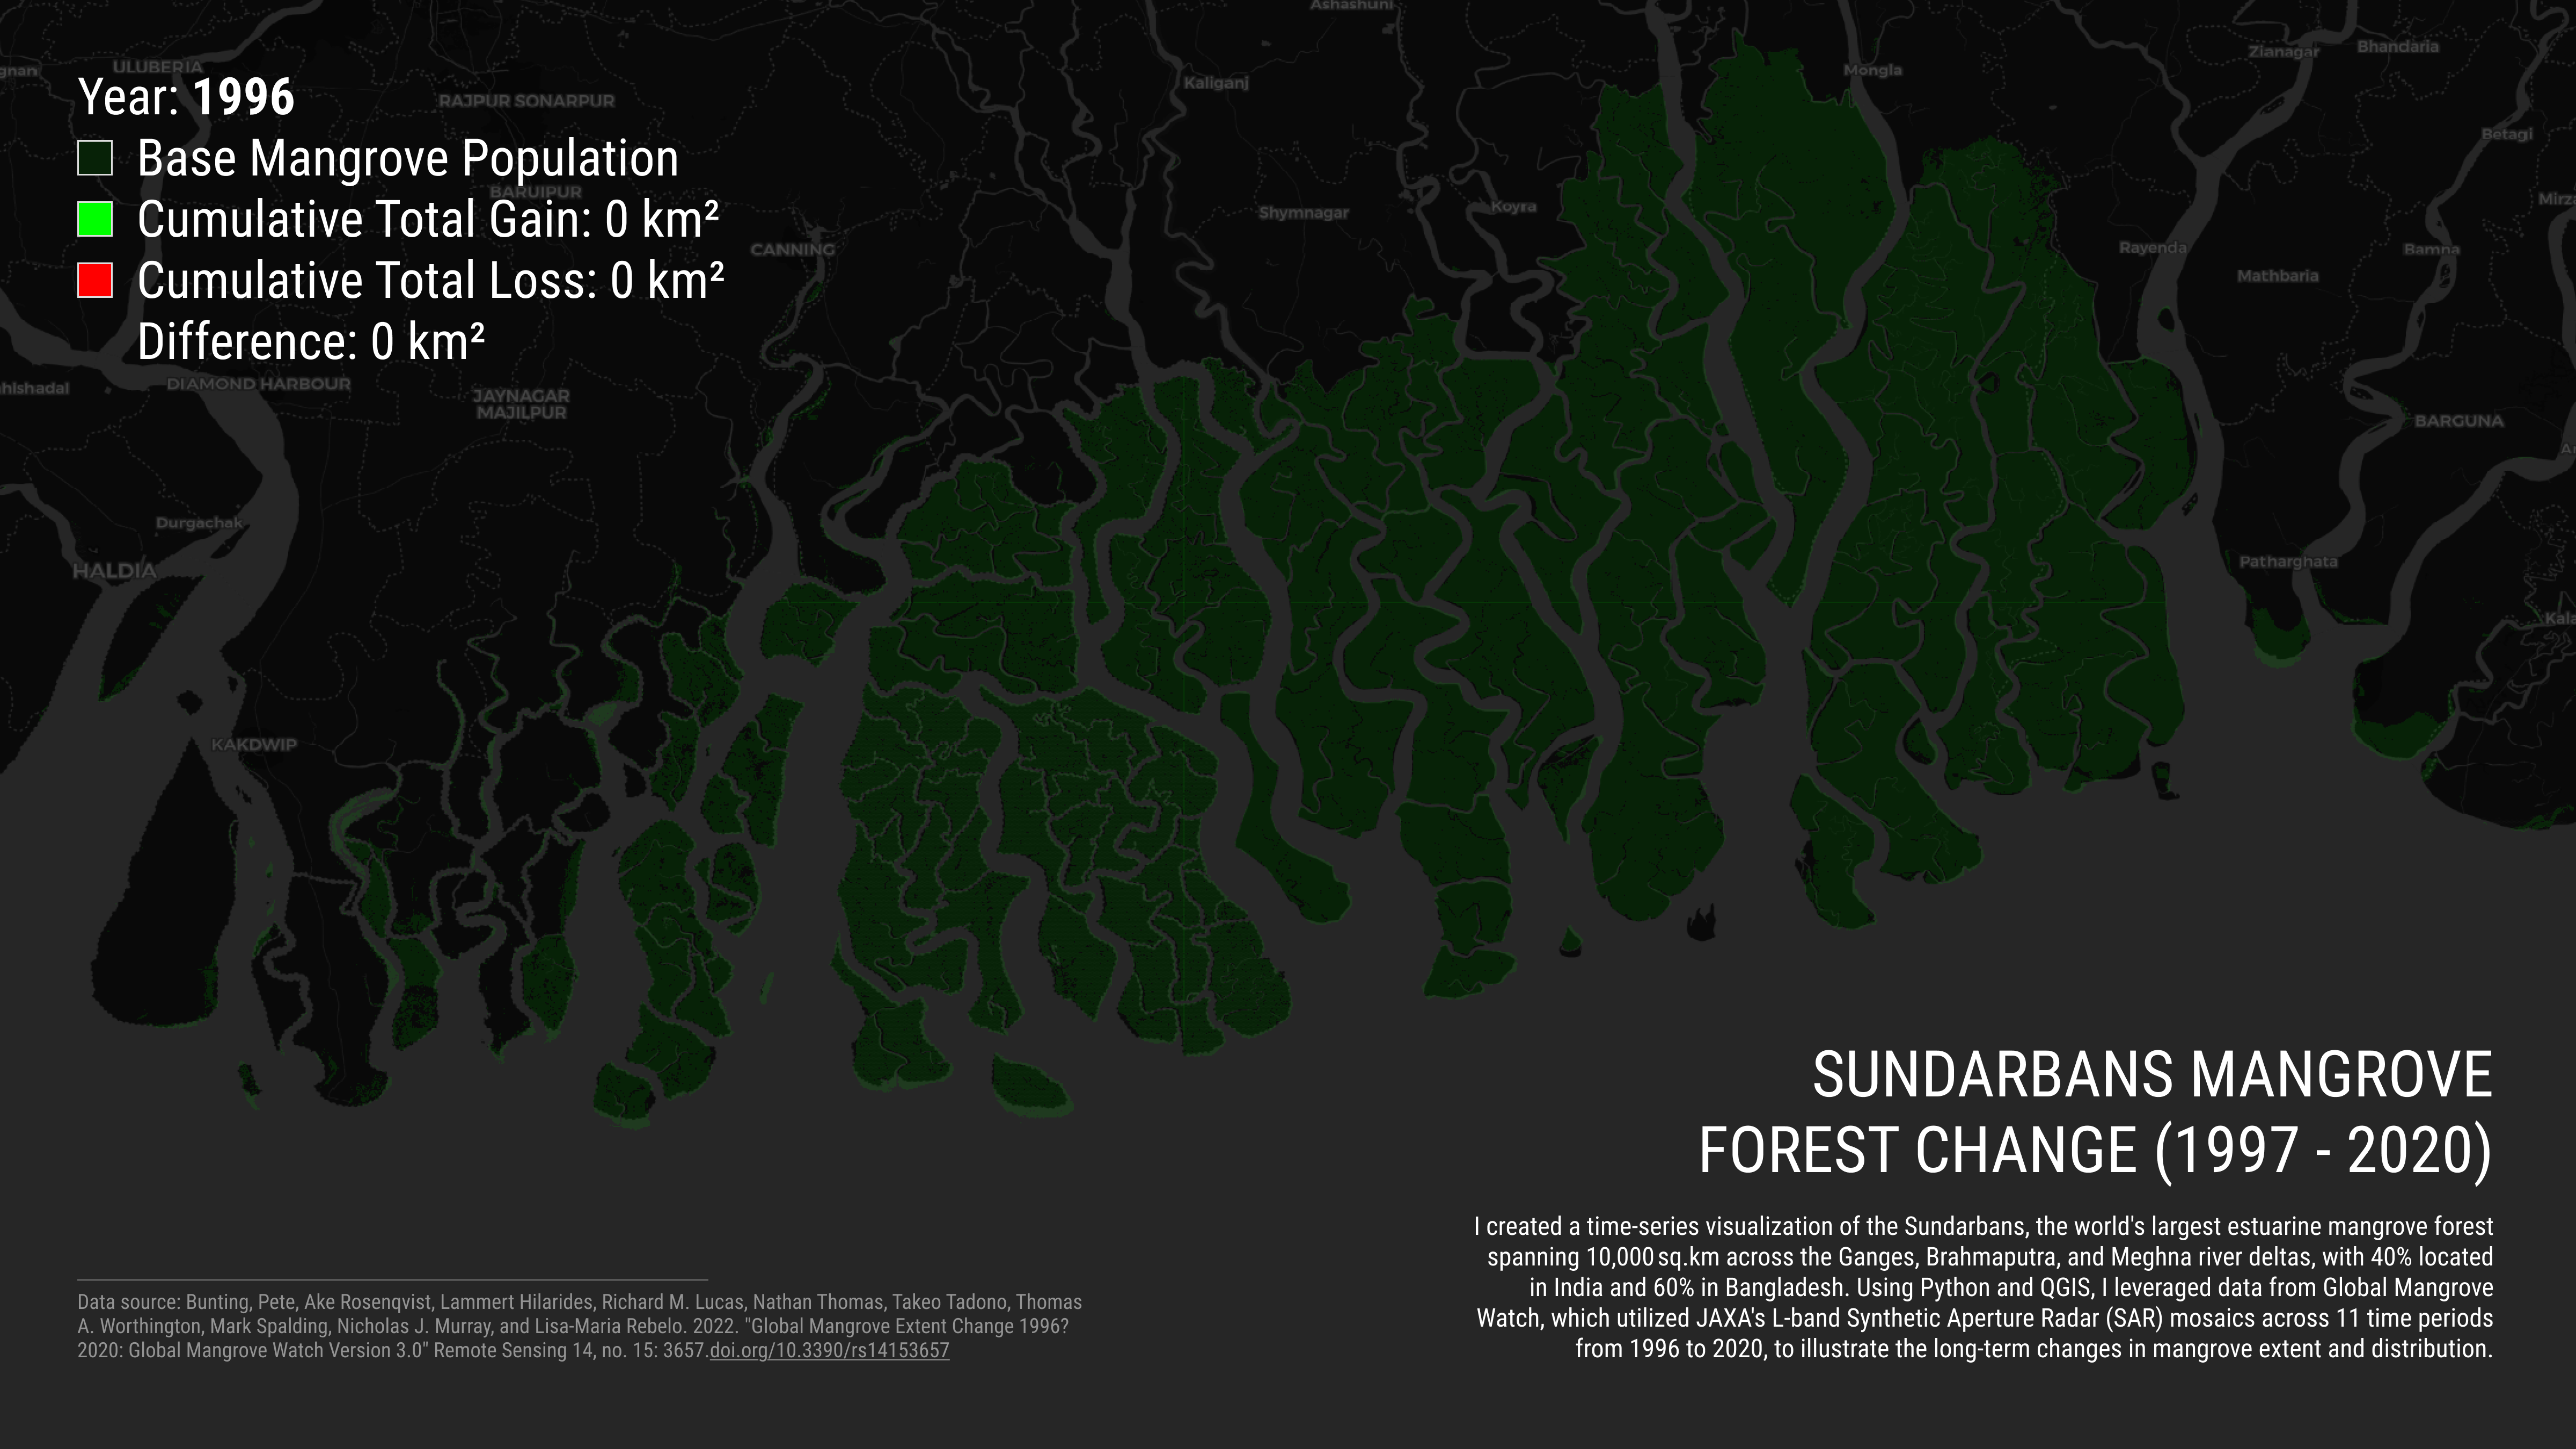 Year: 1996
Base Mangrove Population
Cumulative Total Gain: 0 km²
Cumulative Total Loss: 0 km²
Difference: 0 km²
Ashashuni
ULUBERIA
RAJPUR SONARPUR
BARUIPUR
CANNING
DIAMOND HARBOUR
JAYNAGAR
MAJILPUR
Durgachak
HALDIA
KAKDWIP
Kaliganj
Shymnagar
Koyra
Mongla
Zianagar
Bhandaria
Betagi
Rayenda
Mathbaria
Bamna
BARGUNA
Patharghata
SUNDARBANS MANGROVE
FOREST CHANGE (1997 - 2020)
I created a time-series visualization of the Sundarbans, the world's largest estuarine mangrove forest
spanning 10,000 sq.km across the Ganges, Brahmaputra, and Meghna river deltas, with 40% located
in India and 60% in Bangladesh. Using Python and QGIS, I leveraged data from Global Mangrove
Watch, which utilized JAXA's L-band Synthetic Aperture Radar (SAR) mosaics across 11 time periods
from 1996 to 2020, to illustrate the long-term changes in mangrove extent and distribution.
Data source: Bunting, Pete, Ake Rosenqvist, Lammert Hilarides, Richard M. Lucas, Nathan Thomas, Takeo Tadono, Thomas
A. Worthington, Mark Spalding, Nicholas J. Murray, and Lisa-Maria Rebelo. 2022. "Global Mangrove Extent Change 1996?
2020: Global Mangrove Watch Version 3.0" Remote Sensing 14, no. 15: 3657.doi.org/10.3390/rs14153657